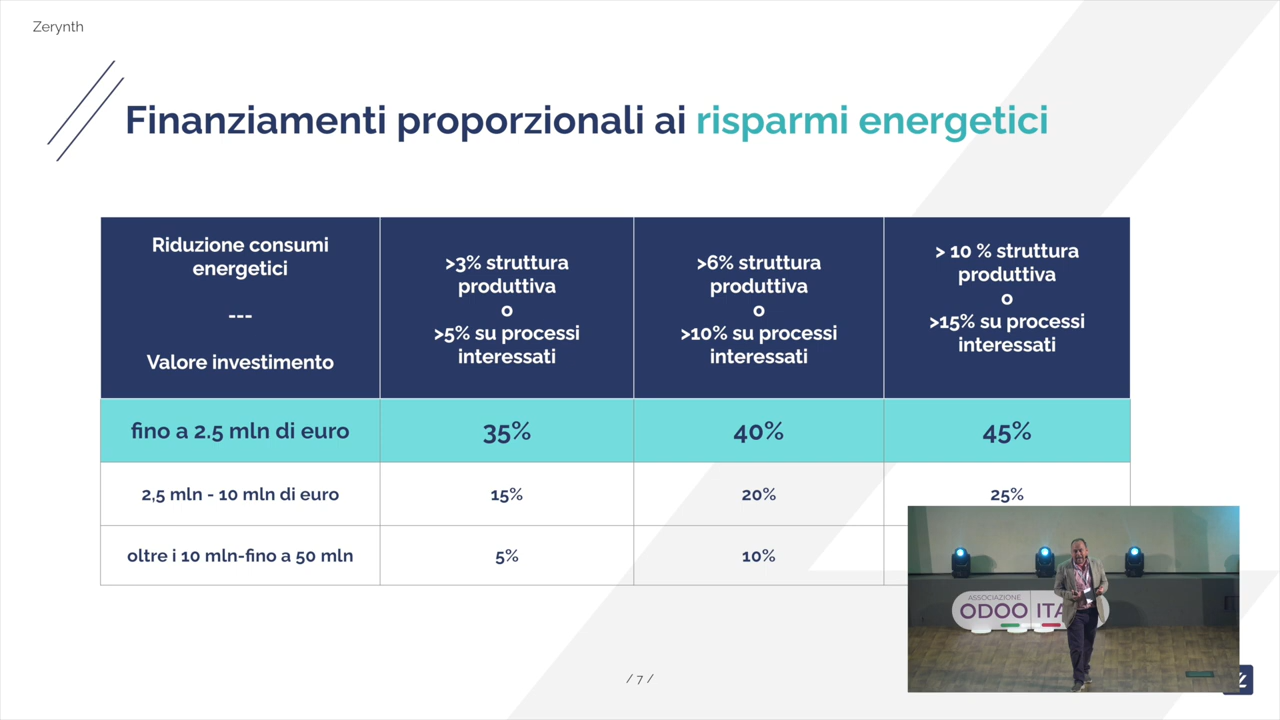 Zerynth
Finanziamenti proporzionali ai risparmi energetici
Riduzione consumi
energetici
---
Valore investimento
>3% struttura
produttiva
o
>5% su processi
interessati
>6% struttura
produttiva
o
>10% su processi
interessati
> 10 % struttura
produttiva
o
>15% su processi
interessati
fino a 2.5 mln di euro
35%
40%
45%
2,5 mln - 10 mln di euro
15%
20%
25%
oltre i 10 mln-fino a 50 mln
5%
10%
ASSOCIAZIONE
ODOO
/ 7 /